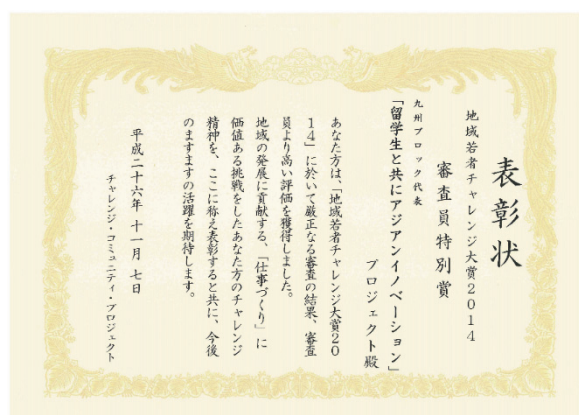 表彰状
地域若者チャレンジ大賞2014
審査員特別賞
九州ブロック代表
「留学生と共にアジアンイノベーション」
プロジェクト殿
あなた方は、「地域若者チャレンジ大賞20
14」に於いて厳正なる審査の結果、審査
員より高い評価を獲得しました。
地域の発展に貢献する、「仕事づくり」に
価値ある挑戦をしたあなた方のチャレンジ
精神を、ここに称え表彰すると共に、今後
のますますの活躍を期待します。
平成二十六年 十一月 七日
チャレンジ・コミュニティ・プロジェクト